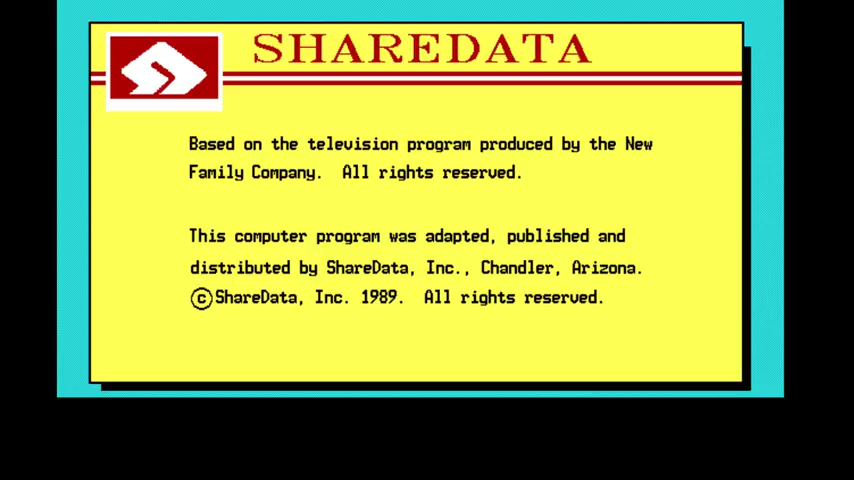 SHAREDATA
Based on the television program produced by the New
Family Company. All rights reserved.
This computer program was adapted, published and
distributed by ShareData, Inc., Chandler, Arizona.
©ShareData, Inc. 1989. All rights reserved.